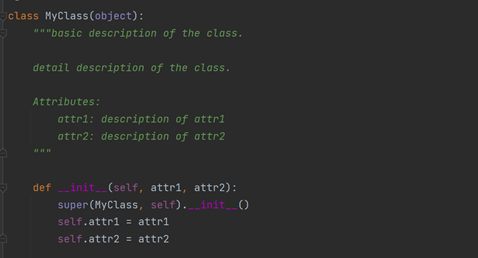 class MyClass(object):
"""basic description of the class.
detail description of the class.
Attributes:
attr1: description of attr1
attr2: description of attr2
"""
def __init__(self, attr1, attr2):
super(MyClass, self).__init__()
self.attr1 = attr1
self.attr2 = attr2